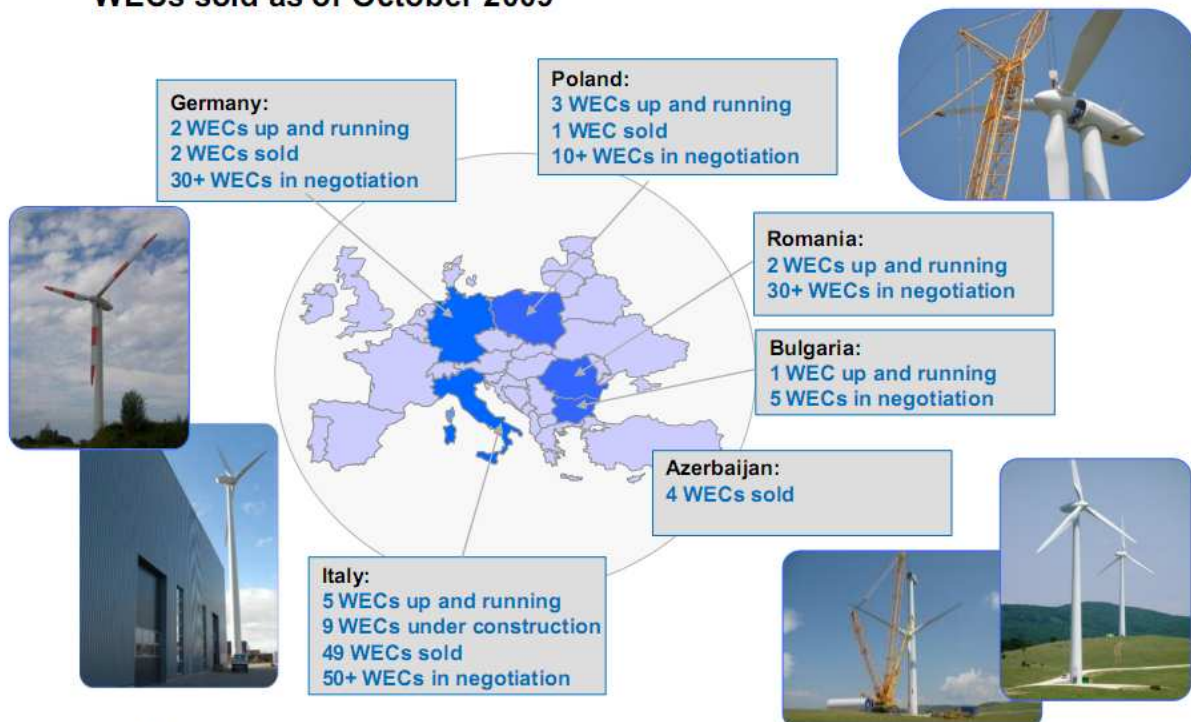 WECs sold as of October 2009
Germany:
2 WECs up and running
2 WECs sold
30+ WECs in negotiation
Poland:
3 WECs up and running
1 WEC sold
10+ WECs in negotiation
Romania:
2 WECs up and running
30+ WECs in negotiation
Bulgaria:
1 WEC up and running
5 WECs in negotiation
Azerbaijan:
4 WECs sold
Italy:
5 WECs up and running
9 WECs under construction
49 WECs sold
50+ WECs in negotiation